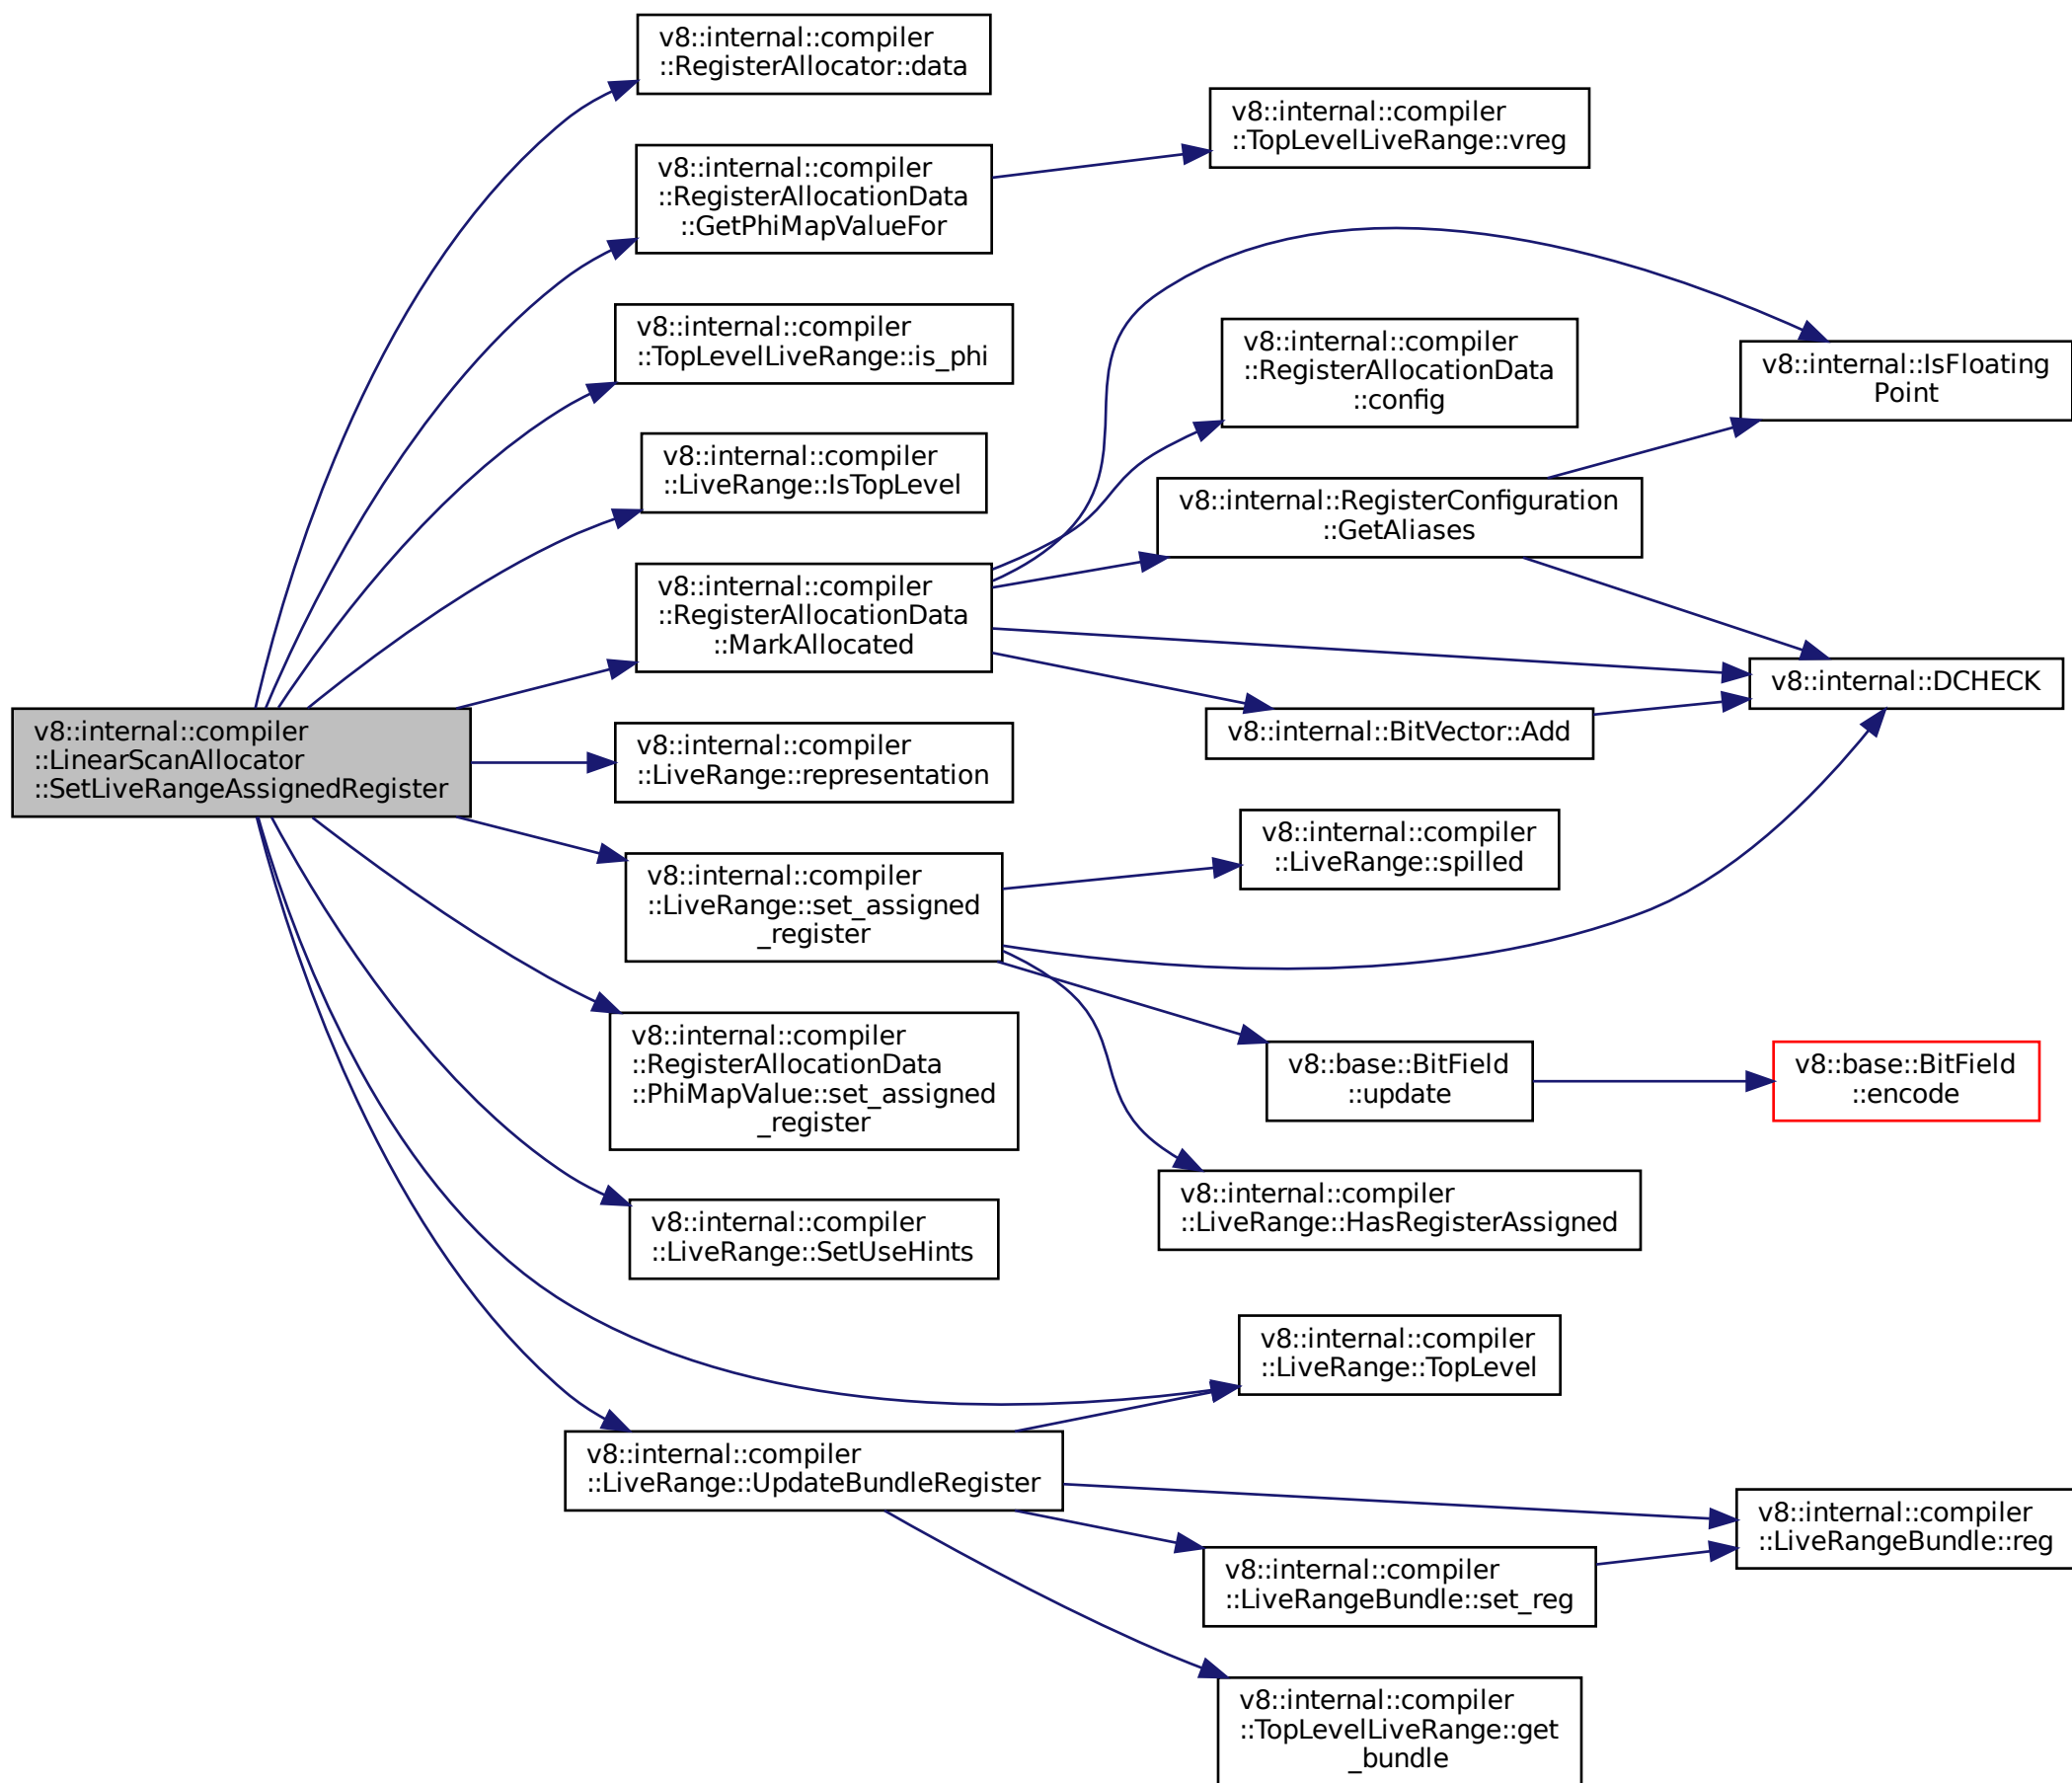 v8::internal::compiler
::RegisterAllocator::data
v8::internal::compiler
::TopLevelLiveRange::vreg
v8::internal::compiler
::RegisterAllocationData
::GetPhiMapValueFor
v8::internal::compiler
::TopLevelLiveRange::is_phi
v8::internal::compiler
::RegisterAllocationData
::config
v8::internal::IsFloating
Point
v8::internal::compiler
::LiveRange::IsTopLevel
v8::internal::RegisterConfiguration
::GetAliases
v8::internal::compiler
::RegisterAllocationData
::MarkAllocated
v8::internal::DCHECK
v8::internal::BitVector::Add
v8::internal::compiler
::LinearScanAllocator
::SetLiveRangeAssignedRegister
v8::internal::compiler
::LiveRange::representation
v8::internal::compiler
::LiveRange::spilled
v8::internal::compiler
::LiveRange::set_assigned
_register
v8::internal::compiler
::RegisterAllocationData
::PhiMapValue::set_assigned
_register
v8::base::BitField
::update
v8::base::BitField
::encode
v8::internal::compiler
::LiveRange::HasRegisterAssigned
v8::internal::compiler
::LiveRange::SetUseHints
v8::internal::compiler
::LiveRange::TopLevel
v8::internal::compiler
::LiveRange::UpdateBundleRegister
v8::internal::compiler
::LiveRangeBundle::reg
v8::internal::compiler
::LiveRangeBundle::set_reg
v8::internal::compiler
::TopLevelLiveRange::get
_bundle